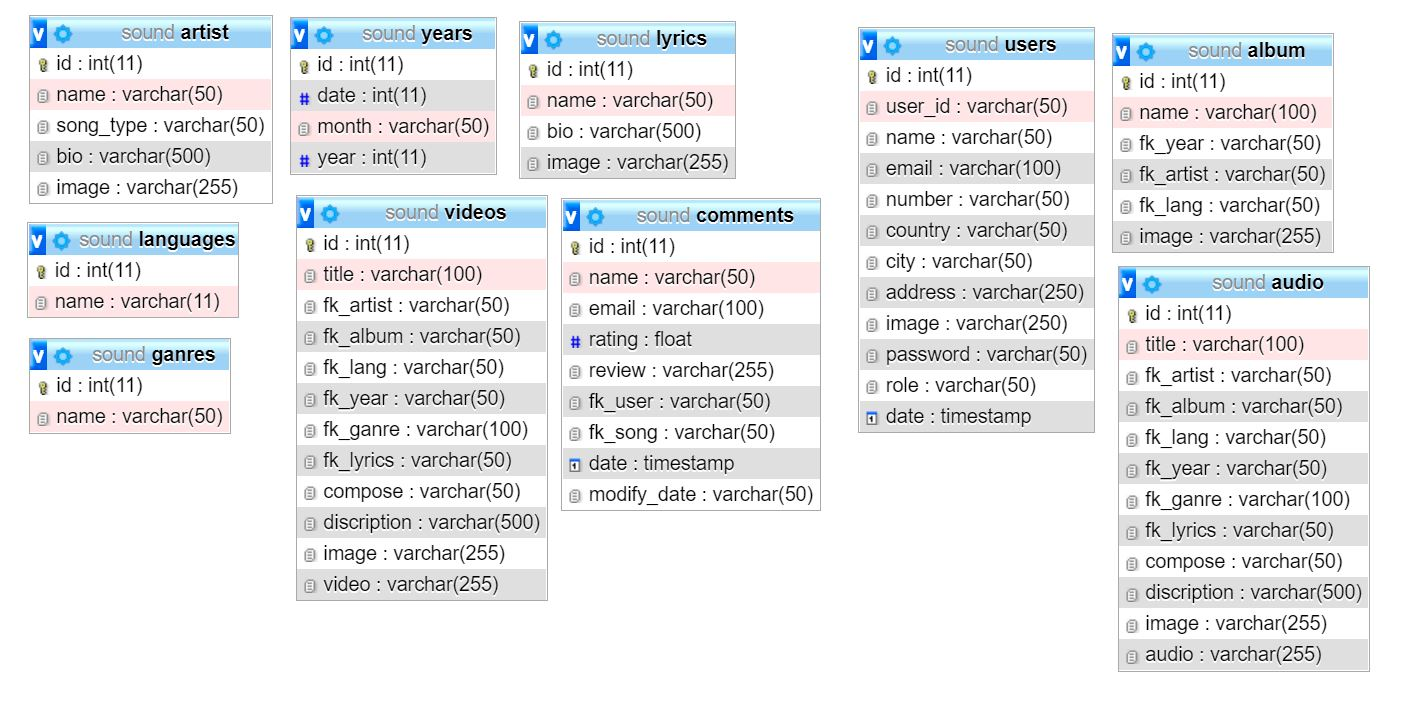 sound artist
id : int(11)
name : varchar(50)
song_type : varchar(50)
bio : varchar(500)
image : varchar(255)
sound years
id : int(11)
date : int(11)
month : varchar(50)
year : int(11)
sound lyrics
id : int(11)
name : varchar(50)
bio : varchar(500)
image : varchar(255)
sound users
id : int(11)
user_id : varchar(50)
name : varchar(50)
email : varchar(100)
number : varchar(50)
country : varchar(50)
city : varchar(50)
address : varchar(250)
image : varchar(250)
password : varchar(50)
role : varchar(50)
date : timestamp
sound album
id : int(11)
name : varchar(100)
fk_year : varchar(50)
fk_artist : varchar(50)
fk_lang : varchar(50)
image : varchar(255)
sound languages
id : int(11)
name : varchar(11)
sound videos
id : int(11)
title : varchar(100)
fk_artist : varchar(50)
fk_album : varchar(50)
fk_lang : varchar(50)
fk_year : varchar(50)
fk_ganre : varchar(100)
fk_lyrics : varchar(50)
compose : varchar(50)
discription : varchar(500)
image : varchar(255)
video : varchar(255)
sound comments
id : int(11)
name : varchar(50)
email : varchar(100)
rating : float
review : varchar(255)
fk_user : varchar(50)
fk_song : varchar(50)
date : timestamp
modify_date : varchar(50)
sound audio
id : int(11)
title : varchar(100)
fk_artist : varchar(50)
fk_album : varchar(50)
fk_lang : varchar(50)
fk_year : varchar(50)
fk_ganre : varchar(100)
fk_lyrics : varchar(50)
compose : varchar(50)
discription : varchar(500)
image : varchar(255)
audio : varchar(255)
sound ganres
id : int(11)
name : varchar(50)